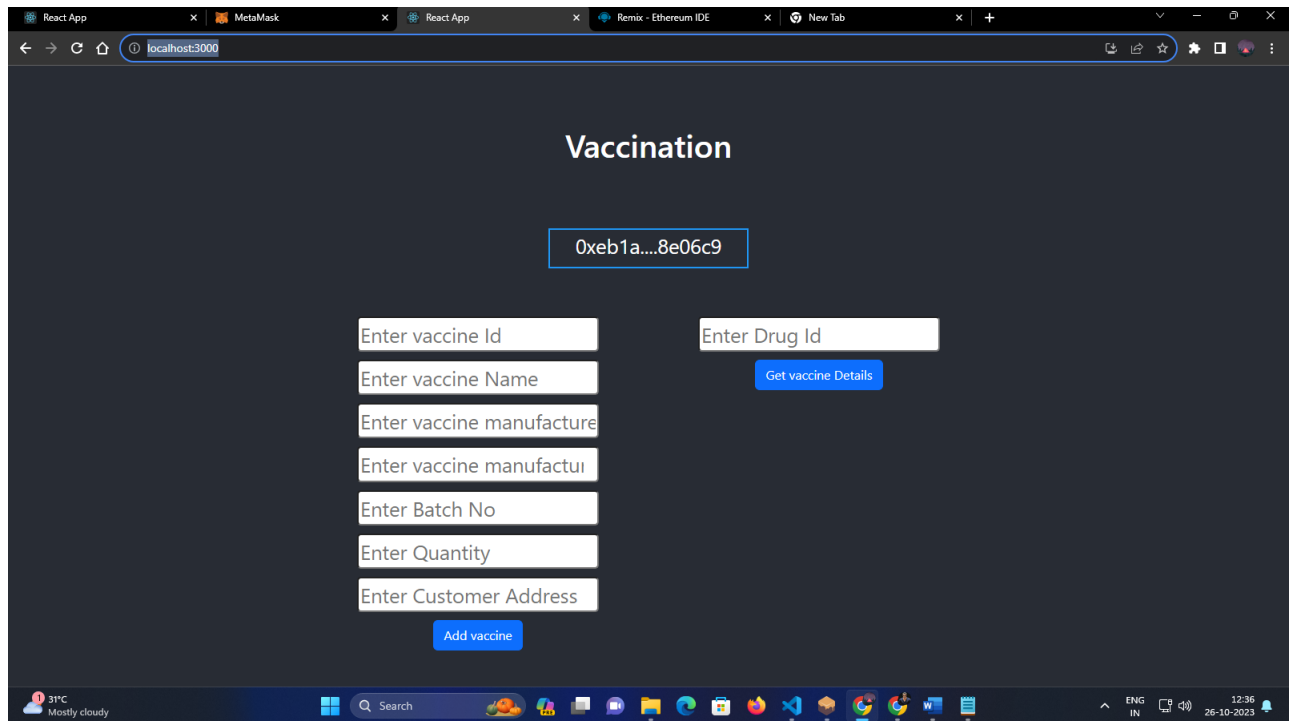 React App
MetaMask
React App
Remix - Ethereum IDE
New Tab
localhost:3000
Vaccination
0xeb1a....8e06c9
Enter vaccine Id
Enter vaccine Name
Enter vaccine manufacture
Enter vaccine manufactu
Enter Batch No
Enter Quantity
Enter Customer Address
Add vaccine
Enter Drug Id
Get vaccine Details
1
31°C
Mostly cloudy
Search
ENG
IN
12:36
26-10-2023